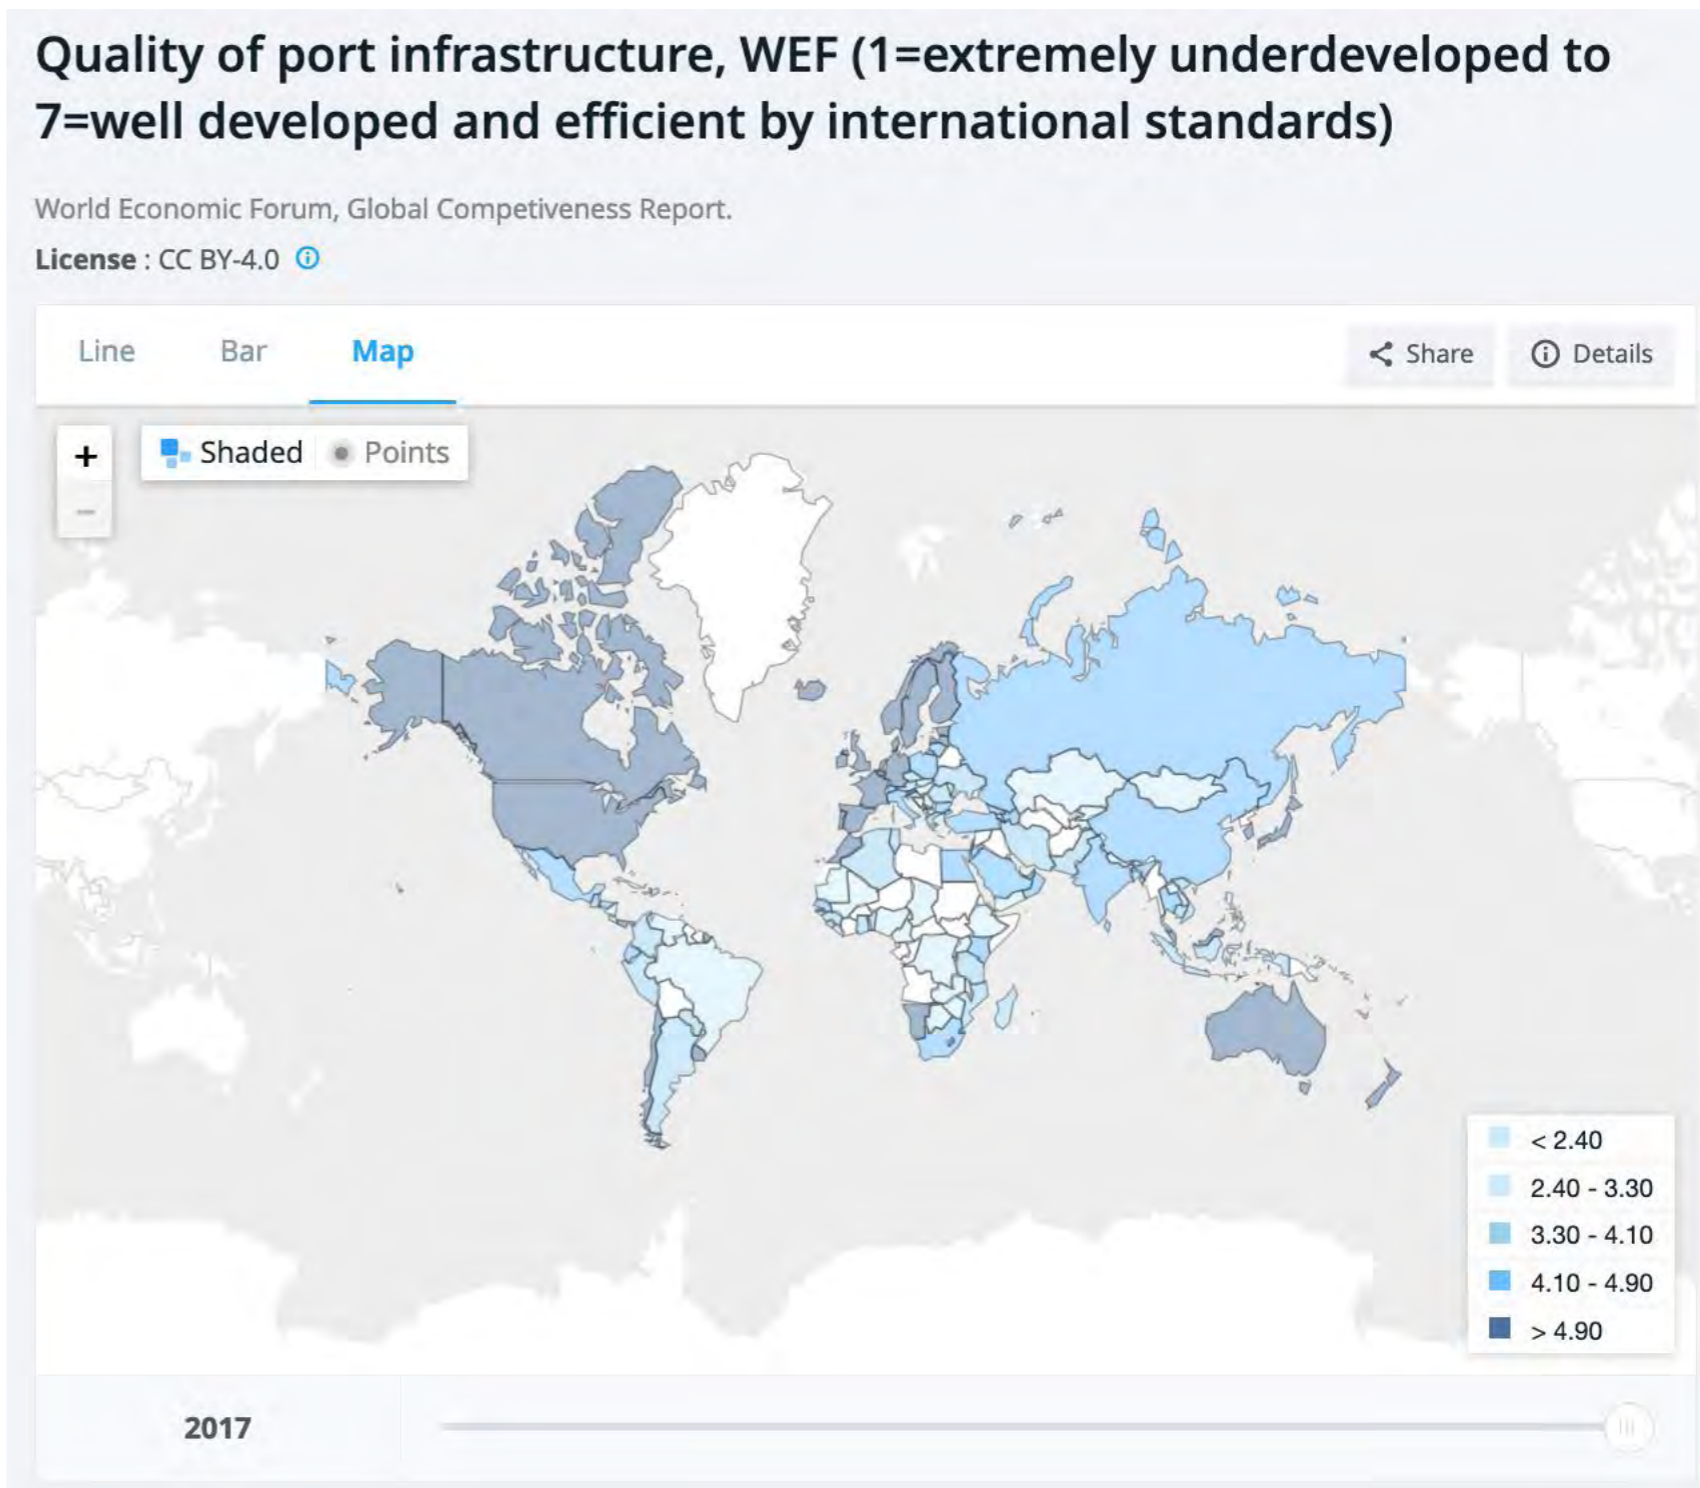 Quality of port infrastructure, WEF (1=extremely underdeveloped to
7=well developed and efficient by international standards)
World Economic Forum, Global Competiveness Report.
License : CC BY-4.0
Line
Bar
Map
Share
Details
+
−
Shaded
Points
< 2.40
2.40 - 3.30
3.30 - 4.10
4.10 - 4.90
> 4.90
2017